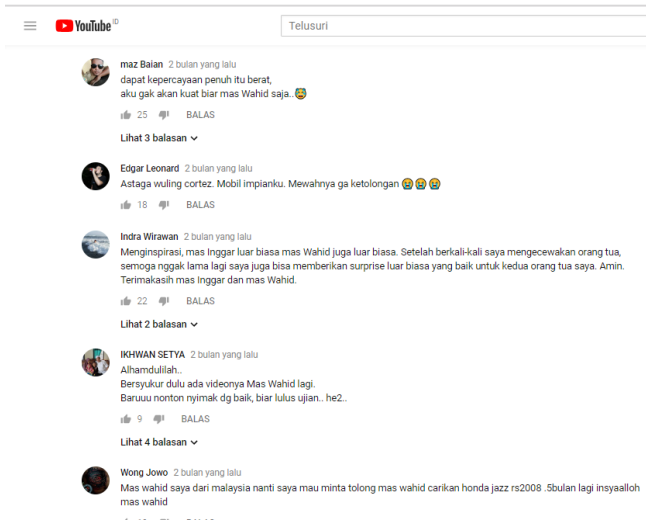 YouTube ID
Telusuri
maz Baian 2 bulan yang lalu
dapat kepercayaan penuh itu berat,
aku gak akan kuat biar mas Wahid saja..😰
25 BALAS
Lihat 3 balasan
Edgar Leonard 2 bulan yang lalu
Astaga wuling cortez. Mobil impianku. Mewahnya ga ketolongan 😭😭😭
18 BALAS
Indra Wirawan 2 bulan yang lalu
Menginspirasi, mas Inggar luar biasa mas Wahid juga luar biasa. Setelah berkali-kali saya mengecewakan orang tua,
semoga nggak lama lagi saya juga bisa memberikan surprise luar biasa yang baik untuk kedua orang tua saya. Amin.
Terimakasih mas Inggar dan mas Wahid.
22 BALAS
Lihat 2 balasan
IKHWAN SETYA 2 bulan yang lalu
Alhamdulilah..
Bersyukur dulu ada videonya Mas Wahid lagi.
Baruuu nonton nyimak dg baik, biar lulus ujian.. he2..
9 BALAS
Lihat 4 balasan
Wong Jowo 2 bulan yang lalu
Mas wahid saya dari malaysia nanti saya mau minta tolong mas wahid carikan honda jazz rs2008 .5bulan lagi insyaalloh
mas wahid